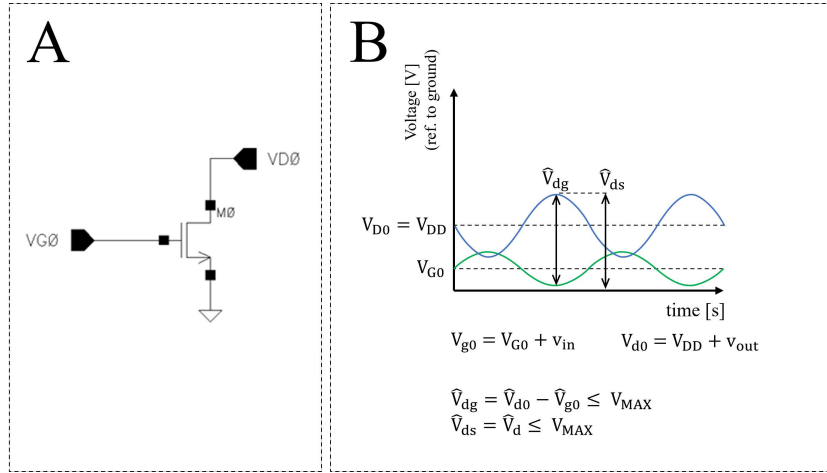 A
B
Voltage [V]
(ref. to ground)
VDØ
MØ
VGØ
V̂dg
V̂ds
VD0 = VDD
VG0
time [s]
Vg0 = VG0 + vin
Vd0 = VDD + vout
V̂dg = V̂d0 − V̂g0 ≤ VMAX
V̂ds = V̂d ≤ VMAX